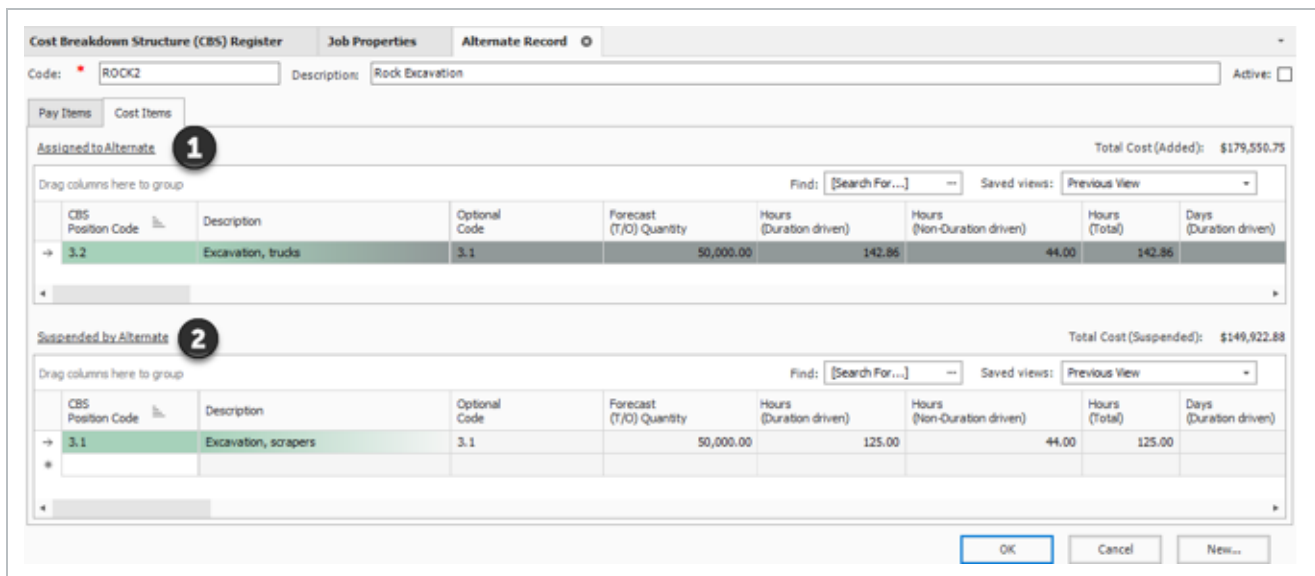 Cost Breakdown Structure (CBS) Register Job Properties Alternate Record
Code: * ROCK2 Description: Rock Excavation Active:
Pay Items Cost Items
Assigned to Alternate 1 Total Cost (Added): $179,550.75
Drag columns here to group Find: [Search For...] ... Saved views: Previous View
CBS Position Code Description Optional Code Forecast (T/O) Quantity Hours (Duration driven) Hours (Non-Duration driven) Hours (Total) Days (Duration driven)
3.2 Excavation, trucks 3.1 50,000.00 142.86 44.00 142.86
Suspended by Alternate 2 Total Cost (Suspended): $149,922.88
Drag columns here to group Find: [Search For...] ... Saved views: Previous View
CBS Position Code Description Optional Code Forecast (T/O) Quantity Hours (Duration driven) Hours (Non-Duration driven) Hours (Total) Days (Duration driven)
3.1 Excavation, scrapers 3.1 50,000.00 125.00 44.00 125.00
OK Cancel New...